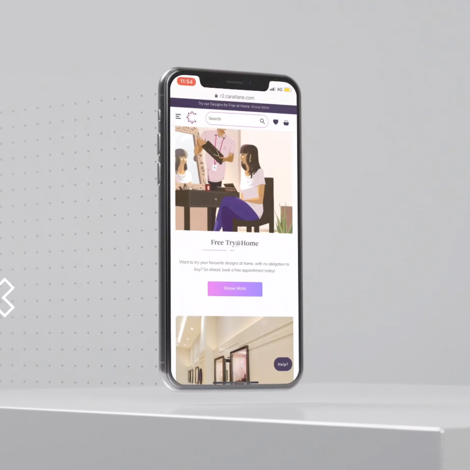 11:54
4G
r2.caratlane.com
Try our Designs for Free at Home. Know More
Search
Free Try@Home
Want to try your favourite designs at home, with no obligation to
buy? Go ahead, book a free appointment today!
Know More
Help?